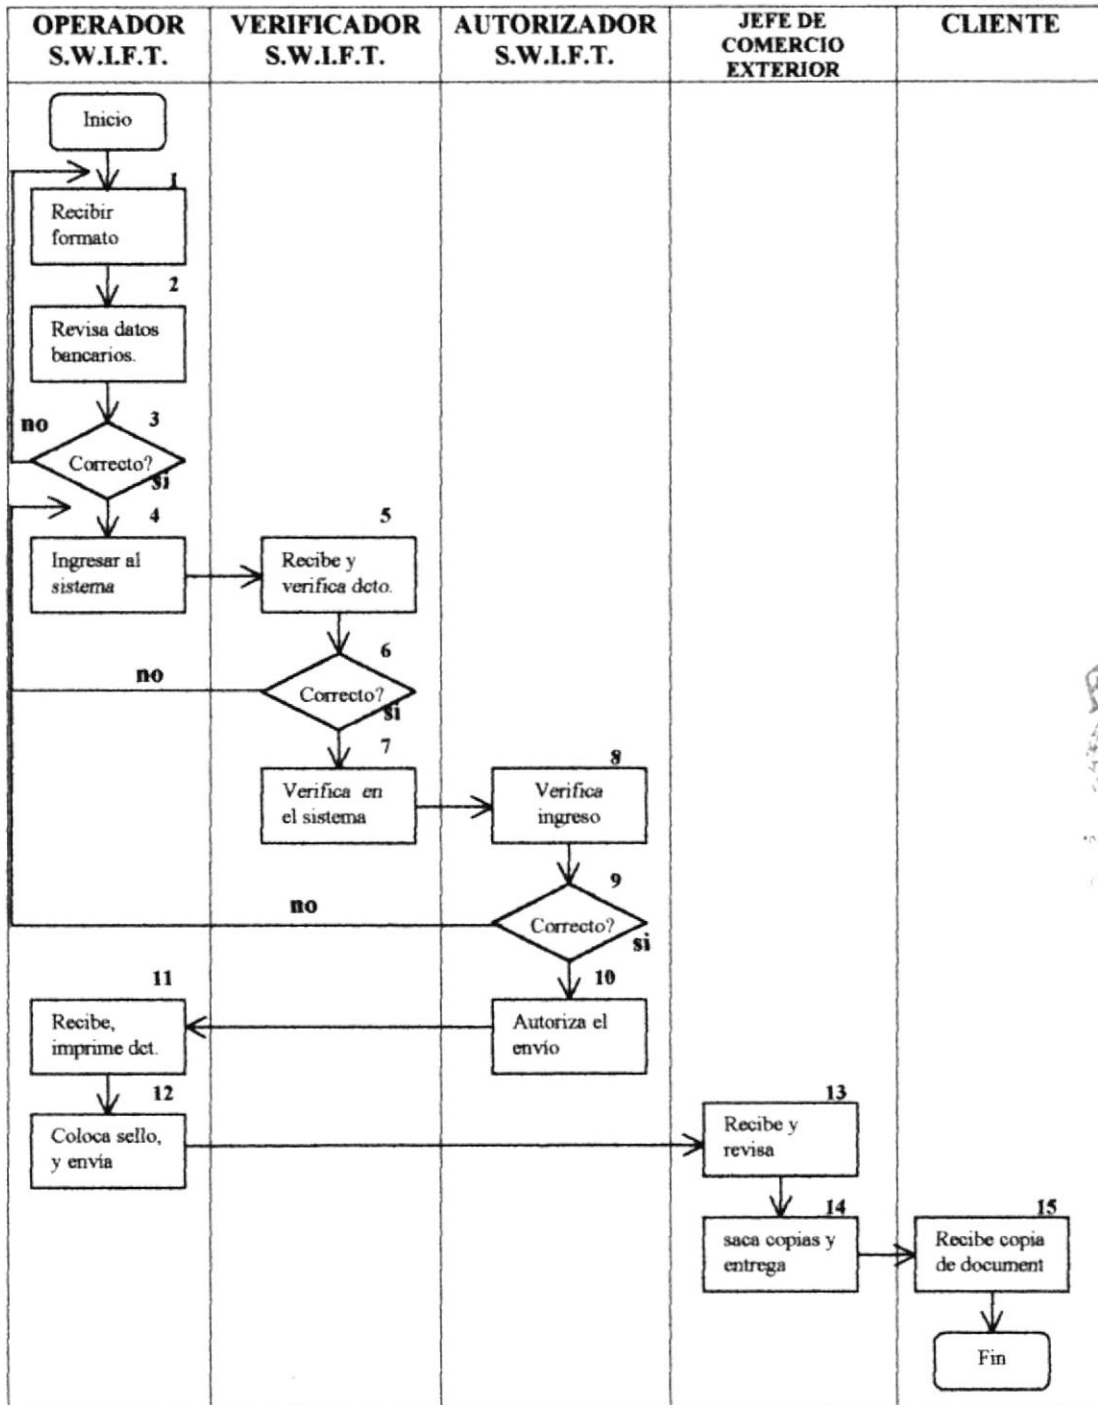 OPERADOR
S.W.I.F.T.
VERIFICADOR
S.W.I.F.T.
AUTORIZADOR
S.W.I.F.T.
JEFE DE
COMERCIO
EXTERIOR
CLIENTE
Inicio
1
Recibir
formato
2
Revisa datos
bancarios.
3
no
Correcto?
si
4
Ingresar al
sistema
5
Recibe y
verifica dcto.
6
no
Correcto?
si
7
Verifica en
el sistema
8
Verifica
ingreso
9
no
Correcto?
si
10
Autoriza el
envío
11
Recibe,
imprime dct.
12
Coloca sello,
y envía
13
Recibe y
revisa
14
saca copias y
entrega
15
Recibe copia
de document
Fin